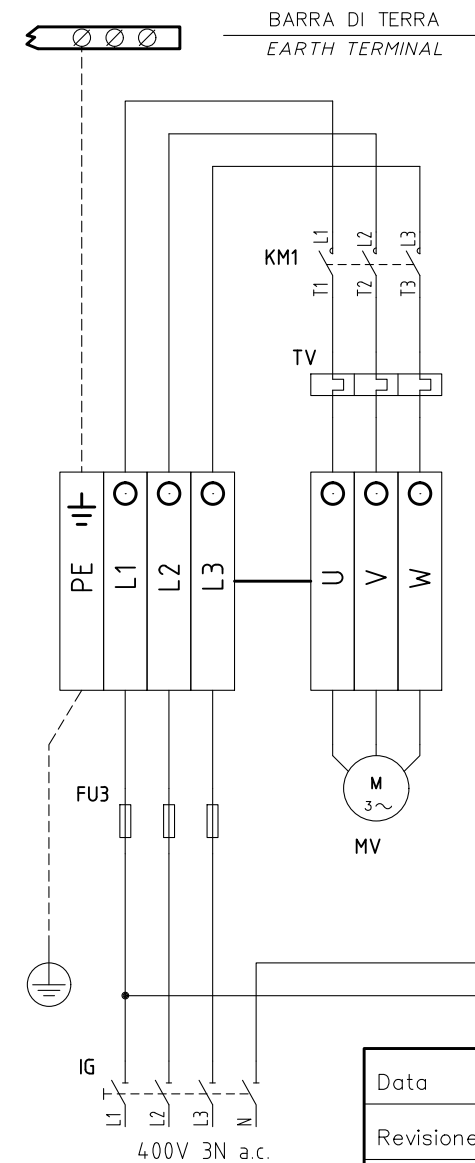 BARRA DI TERRA
EARTH TERMINAL
L1 L2 L3
KM1
T1 T2 T3
TV
PE L1 L2 L3 U V W
FU3
M
3~
MV
IG
L1 L2 L3 N
400V 3N a.c.
Data
Revisione